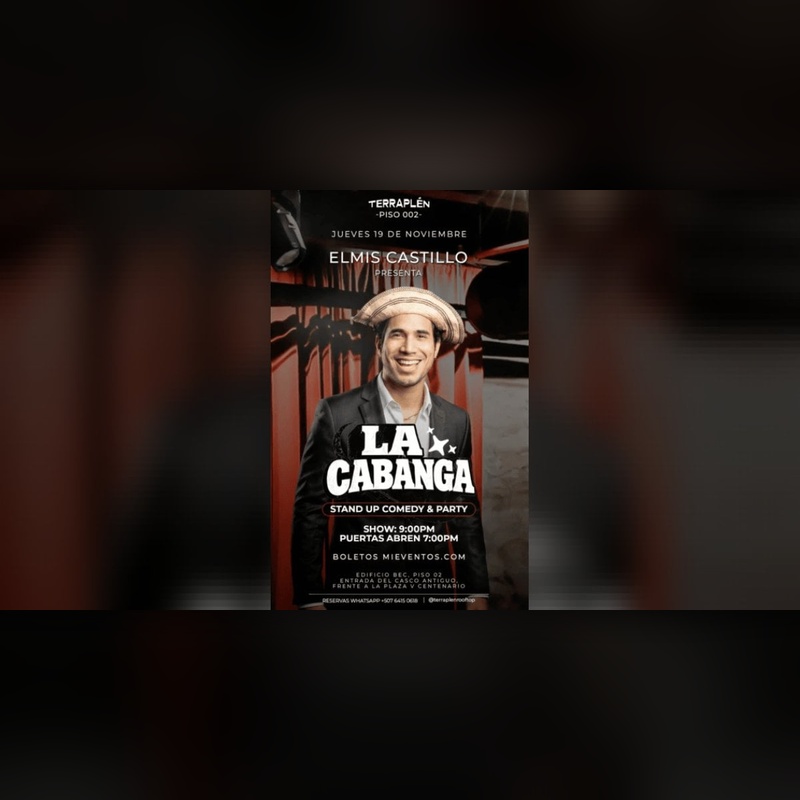 TERRAPLÉN
-PISO 002-
JUEVES 19 DE NOVIEMBRE
ELMIS CASTILLO
PRESENTA
LA
CABANGA
STAND UP COMEDY & PARTY
SHOW: 9:00PM
PUERTAS ABREN 7:00PM
BOLETOS MIEVENTOS.COM
EDIFICIO BEC, PISO 02
ENTRADA DEL CASCO ANTIGUO,
FRENTE A LA PLAZA V CENTENARIO
RESERVAS WHATSAPP +507 6415 0618 | @terraplenrooftop